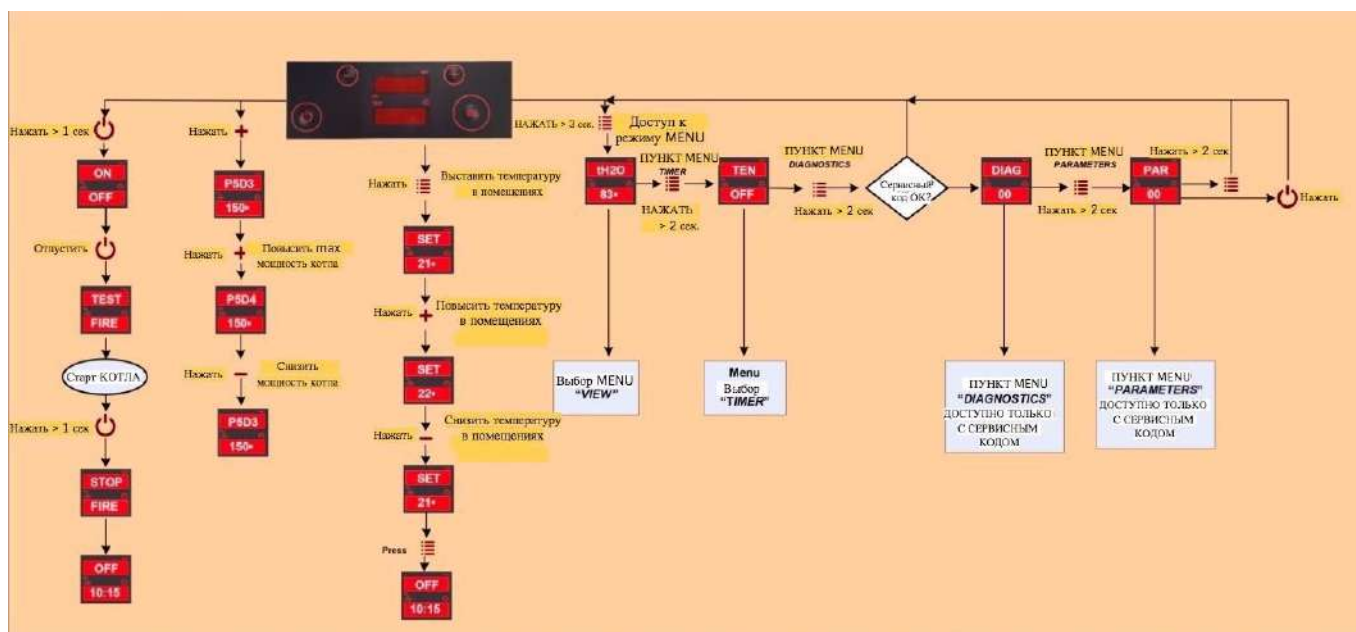 Нажать > 1 сек
ON
OFF
Отпустить
TEST
FIRE
Старт КОТЛА
Нажать > 1 сек
STOP
FIRE
OFF
10:15
Нажать
P5D3
150°
Нажать
Повысить max
мощность котла
P5D4
150°
Нажать
Снизить
мощность котла
P5D3
150°
Нажать
Выставить температуру
в помещениях
SET
21°
Нажать
Повысить температуру
в помещениях
SET
22°
Нажать
Снизить температуру
в помещениях
SET
21°
Press
OFF
10:15
НАЖАТЬ > 3 сек.
Доступ к
режиму MENU
tH2O
83°
Выбор MENU
“VIEW”
ПУНКТ MENU
TIMER
НАЖАТЬ
> 2 сек.
TEN
OFF
Menu
Выбор
“TIMER”
ПУНКТ MENU
DIAGNOSTICS
Нажать > 2 сек
Сервисный
код ОК?
DIAG
00
ПУНКТ MENU
“DIAGNOSTICS”
ДОСТУПНО ТОЛЬКО
С СЕРВИСНЫМ
КОДОМ
ПУНКТ MENU
PARAMETERS
Нажать > 2 сек
PAR
00
ПУНКТ MENU
“PARAMETERS”
ДОСТУПНО ТОЛЬКО
С СЕРВИСНЫМ
КОДОМ
Нажать > 2 сек
Нажать